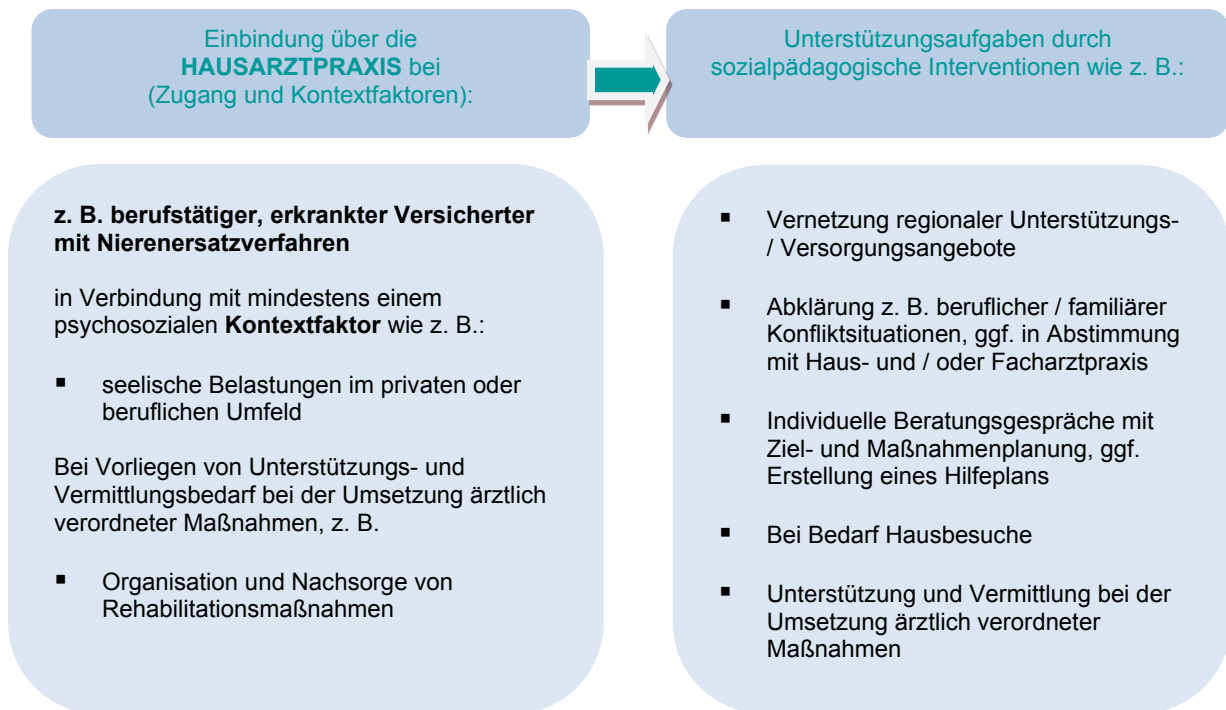 Einbindung über die
HAUSARZTPRAXIS bei
(Zugang und Kontextfaktoren):
Unterstützungsaufgaben durch
sozialpädagogische Interventionen wie z. B.:
z. B. berufstätiger, erkrankter Versicherter
mit Nierenersatzverfahren
in Verbindung mit mindestens einem
psychosozialen Kontextfaktor wie z. B.:
▪ seelische Belastungen im privaten oder
beruflichen Umfeld
Bei Vorliegen von Unterstützungs- und
Vermittlungsbedarf bei der Umsetzung ärztlich
verordneter Maßnahmen, z. B.
▪ Organisation und Nachsorge von
Rehabilitationsmaßnahmen
▪ Vernetzung regionaler Unterstützungs-
/ Versorgungsangebote
▪ Abklärung z. B. beruflicher / familiärer
Konfliktsituationen, ggf. in Abstimmung
mit Haus- und / oder Facharztpraxis
▪ Individuelle Beratungsgespräche mit
Ziel- und Maßnahmenplanung, ggf.
Erstellung eines Hilfeplans
▪ Bei Bedarf Hausbesuche
▪ Unterstützung und Vermittlung bei der
Umsetzung ärztlich verordneter
Maßnahmen